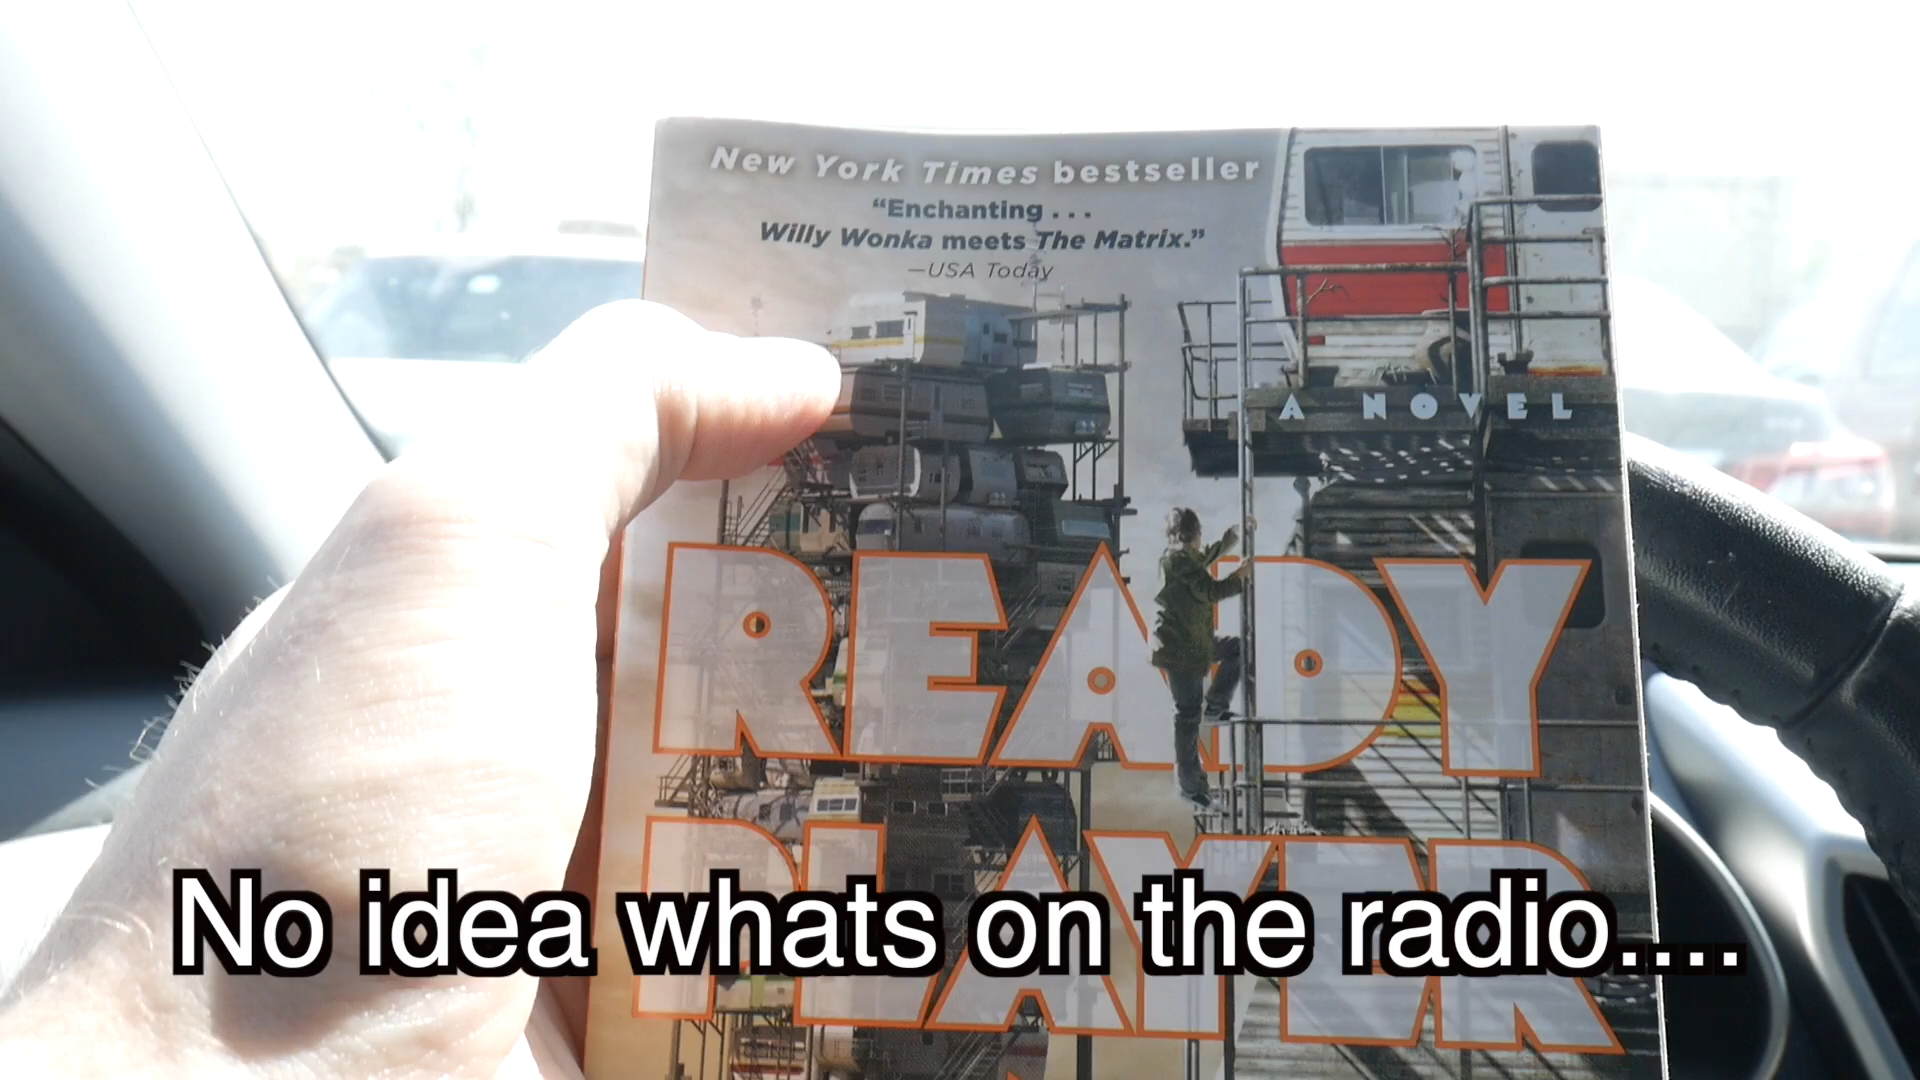 New York Times bestseller
“Enchanting...
Willy Wonka meets The Matrix.”
—USA Today
A NOVEL
READY
PLAYER
No idea whats on the radio....